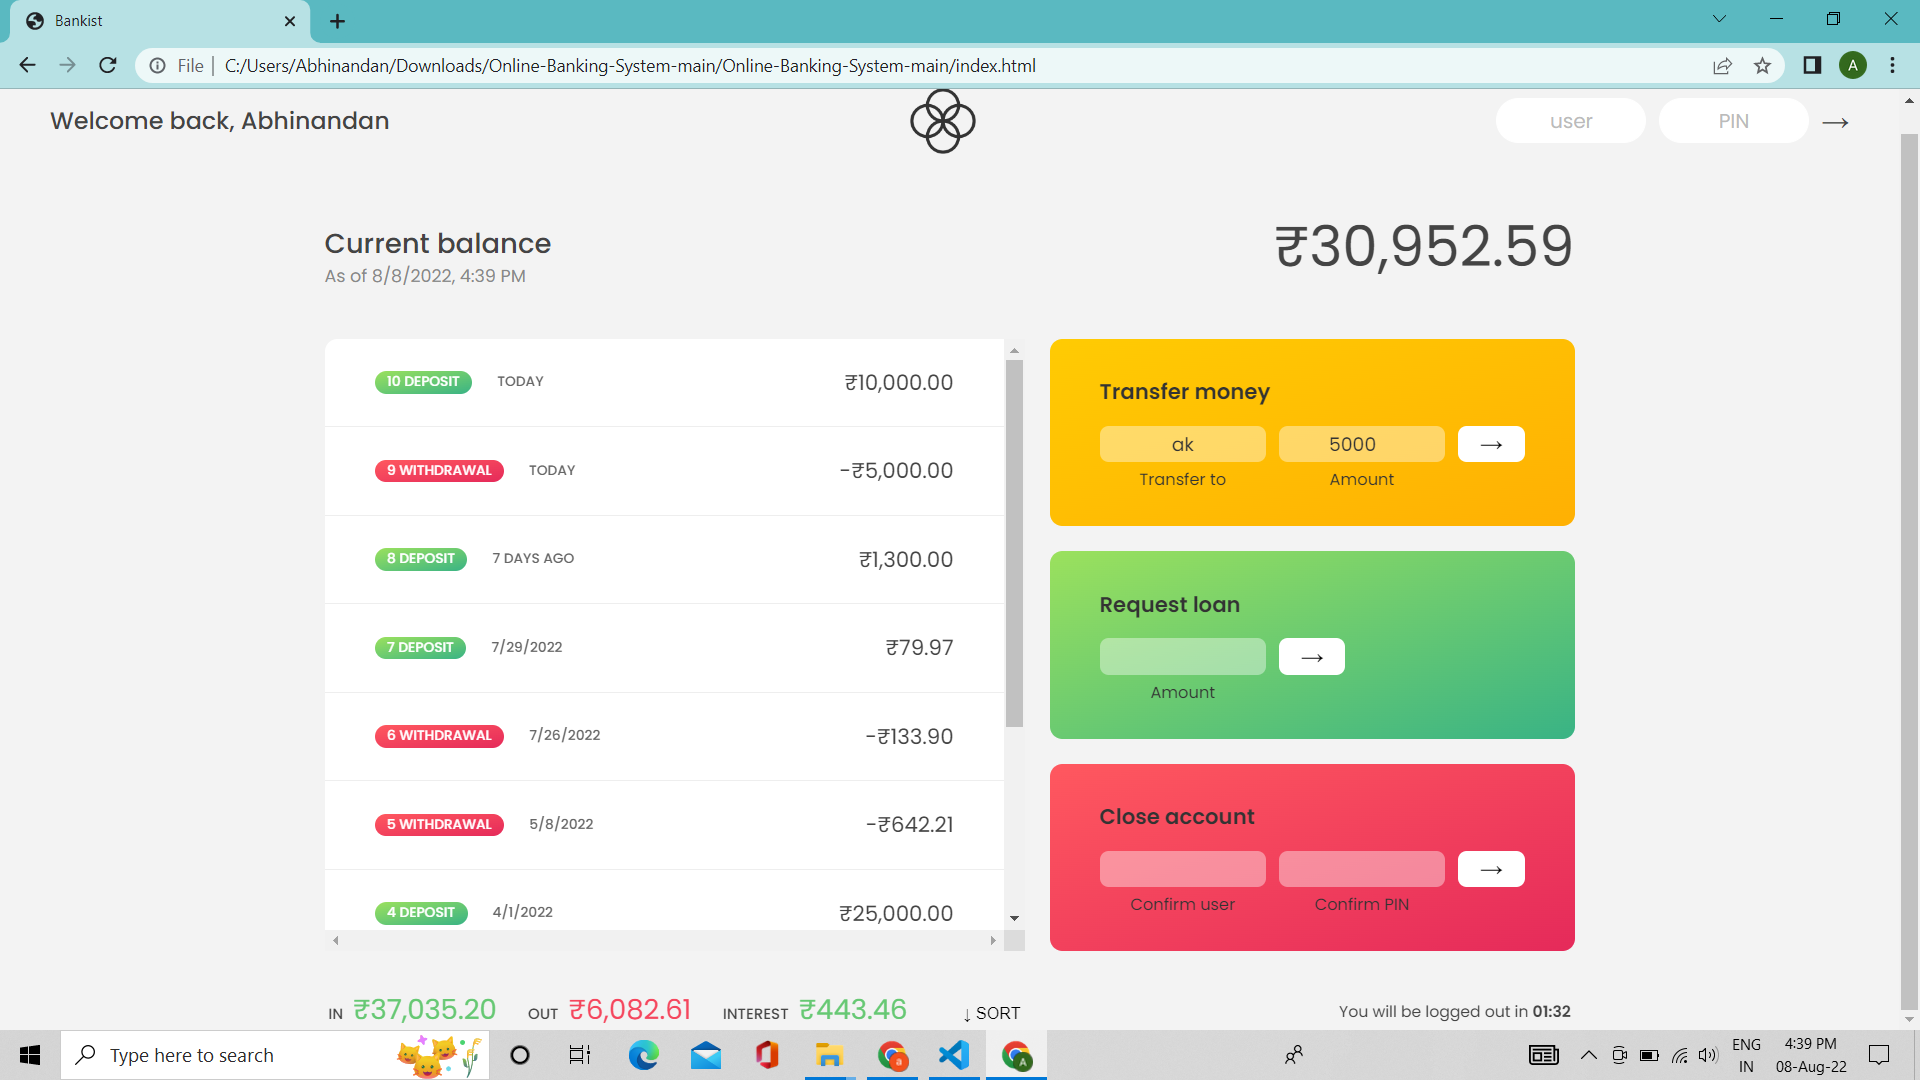 Bankist
File | C:/Users/Abhinandan/Downloads/Online-Banking-System-main/Online-Banking-System-main/index.html
A
Welcome back, Abhinandan
user
PIN
→
Current balance
As of 8/8/2022, 4:39 PM
₹30,952.59
10 DEPOSIT TODAY ₹10,000.00
9 WITHDRAWAL TODAY -₹5,000.00
8 DEPOSIT 7 DAYS AGO ₹1,300.00
7 DEPOSIT 7/29/2022 ₹79.97
6 WITHDRAWAL 7/26/2022 -₹133.90
5 WITHDRAWAL 5/8/2022 -₹642.21
4 DEPOSIT 4/1/2022 ₹25,000.00
Transfer money
ak 5000 →
Transfer to Amount
Request loan
→
Amount
Close account
→
Confirm user Confirm PIN
IN ₹37,035.20 OUT ₹6,082.61 INTEREST ₹443.46 ↓ SORT
You will be logged out in 01:32
Type here to search
ENG
IN
4:39 PM
08-Aug-22